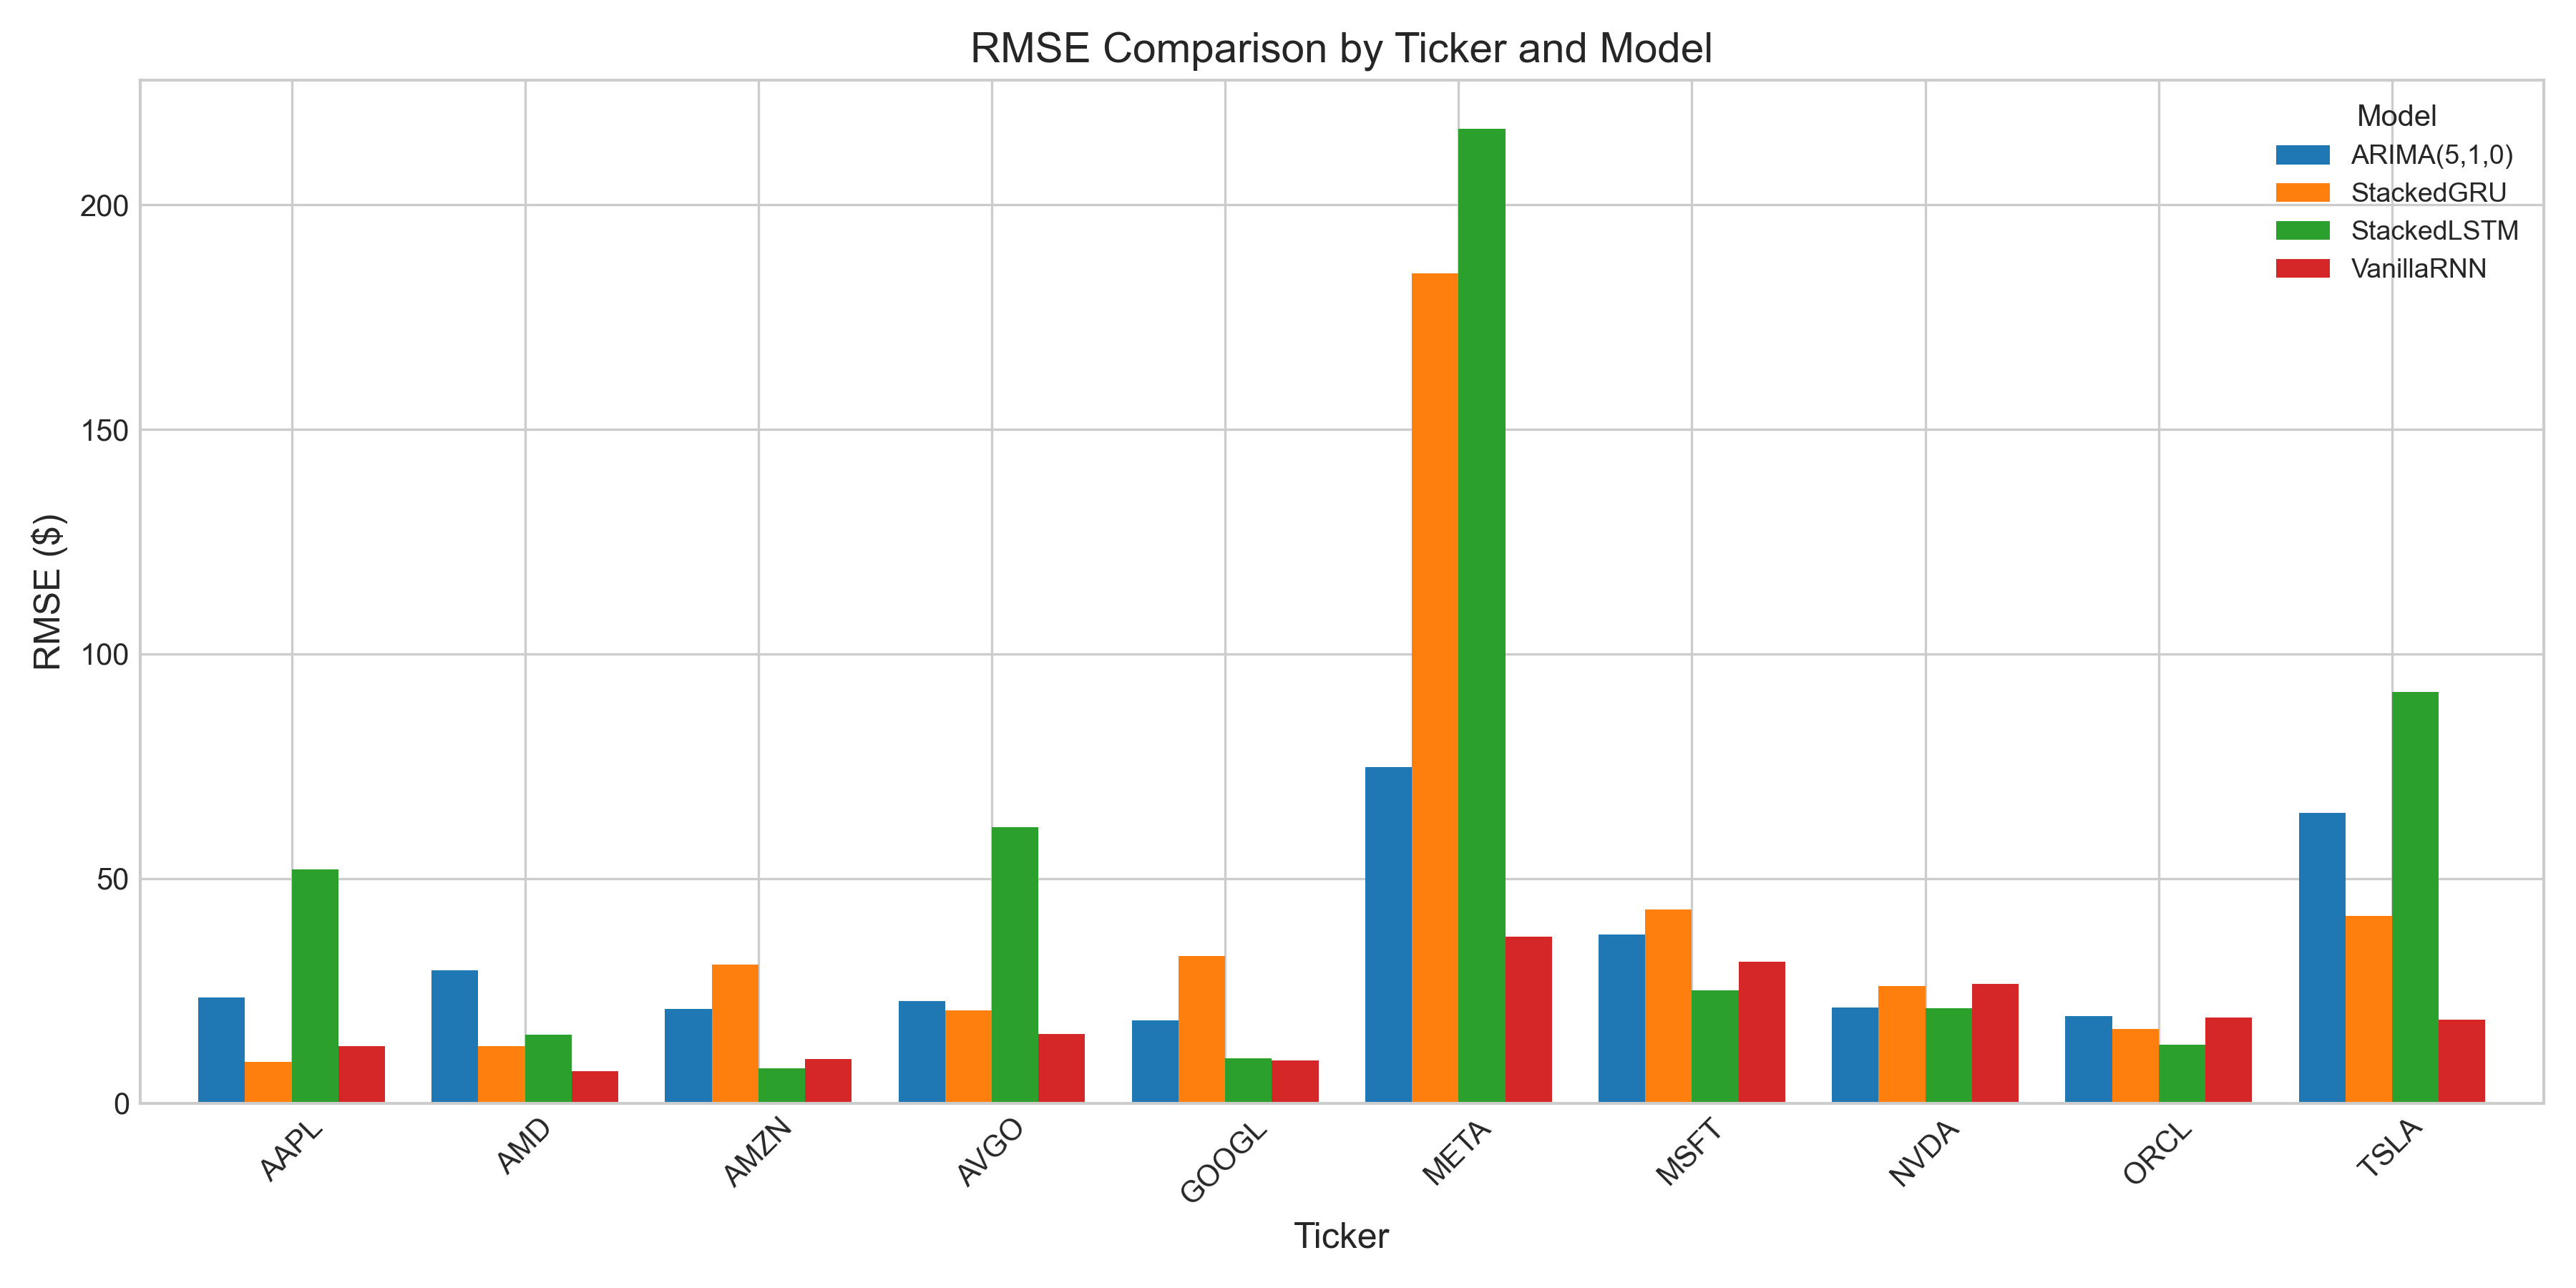 RMSE Comparison by Ticker and Model
Model
ARIMA(5,1,0)
StackedGRU
StackedLSTM
VanillaRNN
RMSE ($)
200
150
100
50
0
AAPL
AMD
AMZN
AVGO
GOOGL
META
MSFT
NVDA
ORCL
TSLA
Ticker